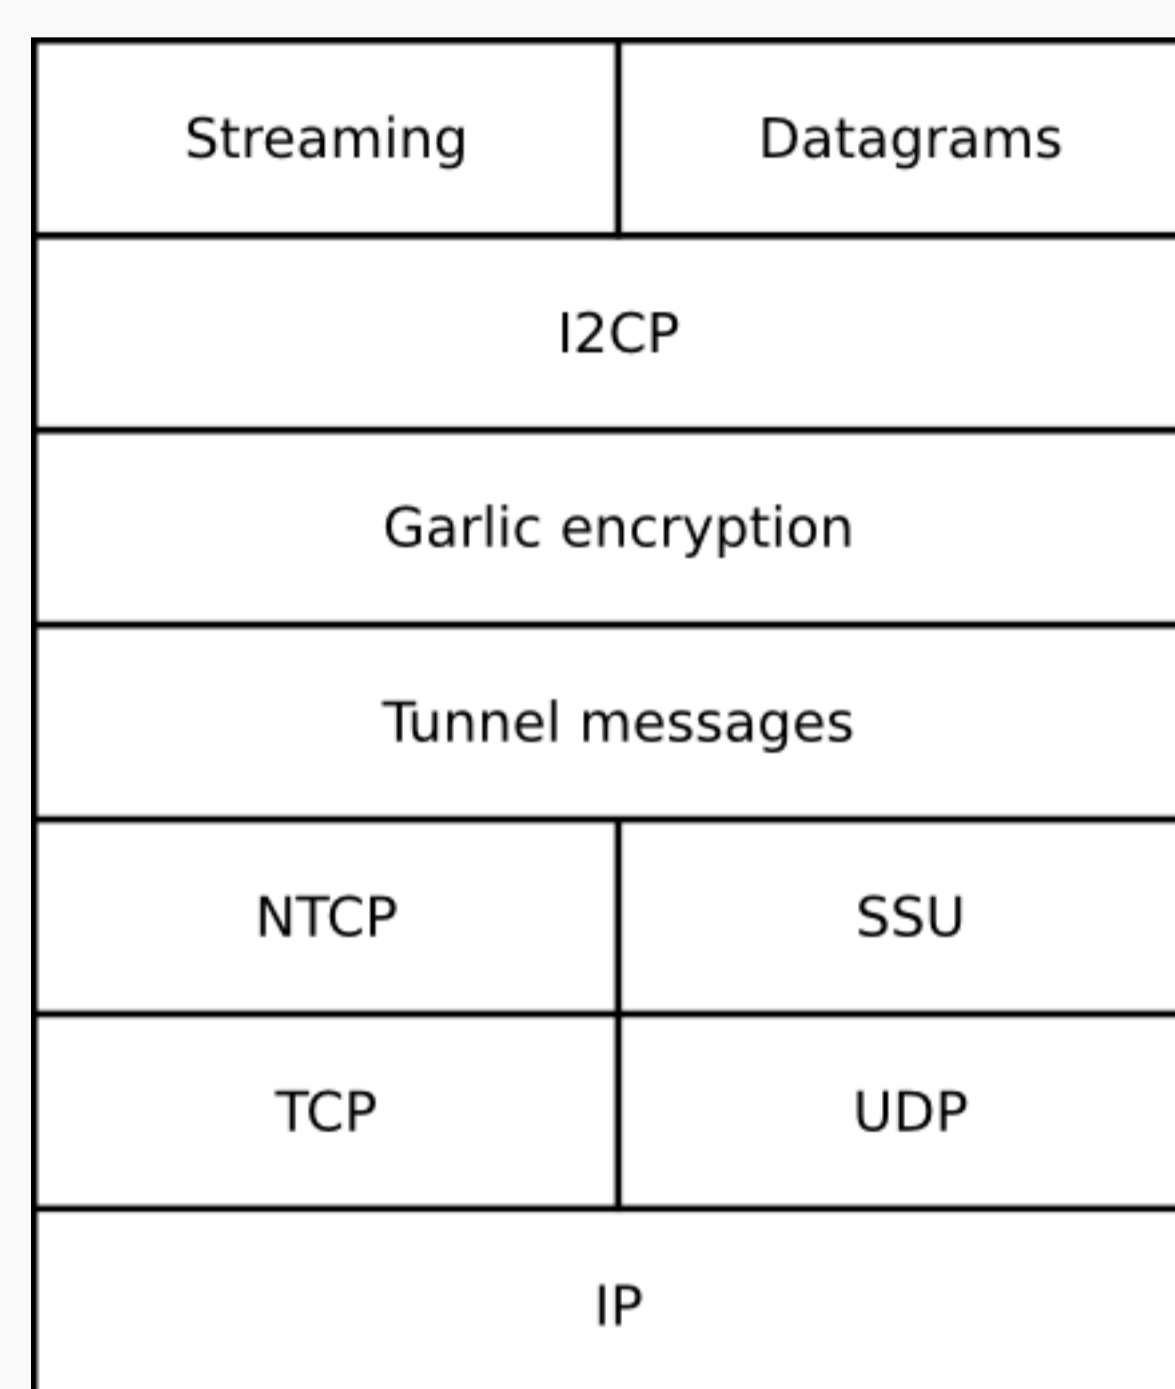 Streaming Datagrams
I2CP
Garlic encryption
Tunnel messages
NTCP SSU
TCP UDP
IP